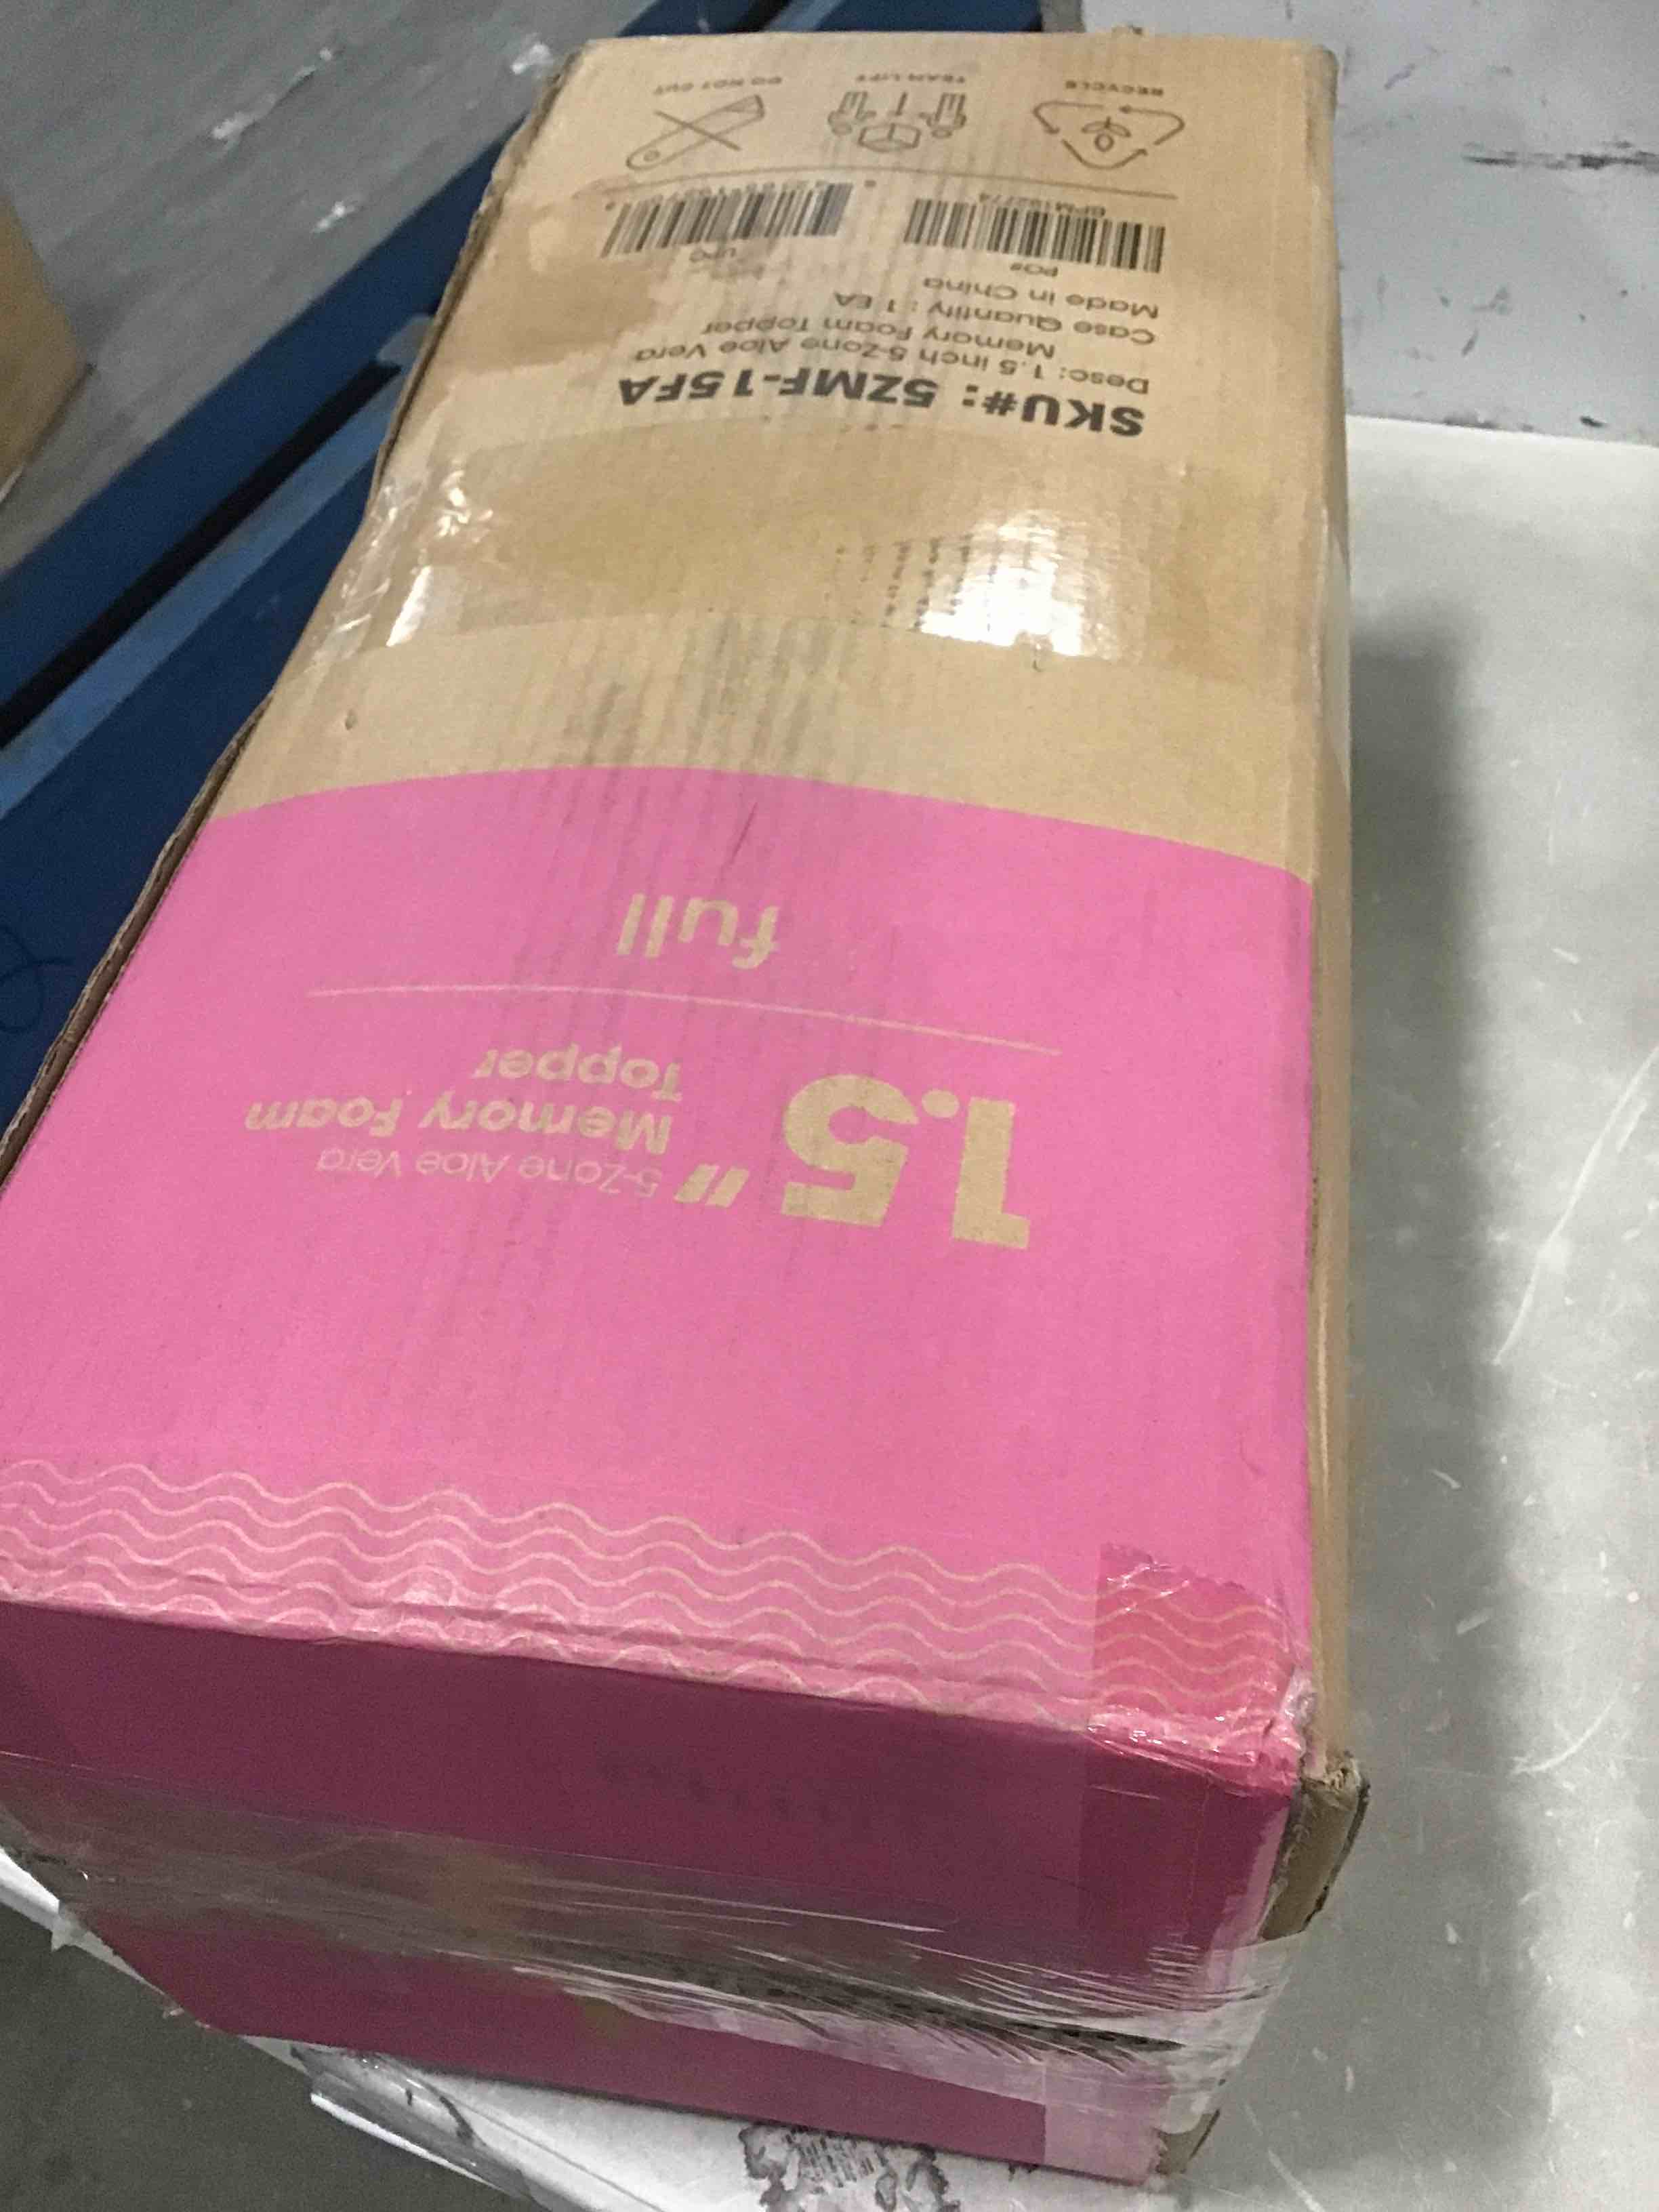 1.5"
5-Zone Aloe Vera
Memory Foam
Topper
full
SKU#: 5ZMF-15FA
Desc: 1.5 inch 5-Zone Aloe Vera
Memory Foam Topper
Case Quantity : 1 EA
Made in China
PO#
UPC
RECYCLE
TEAM LIFT
DO NOT CUT